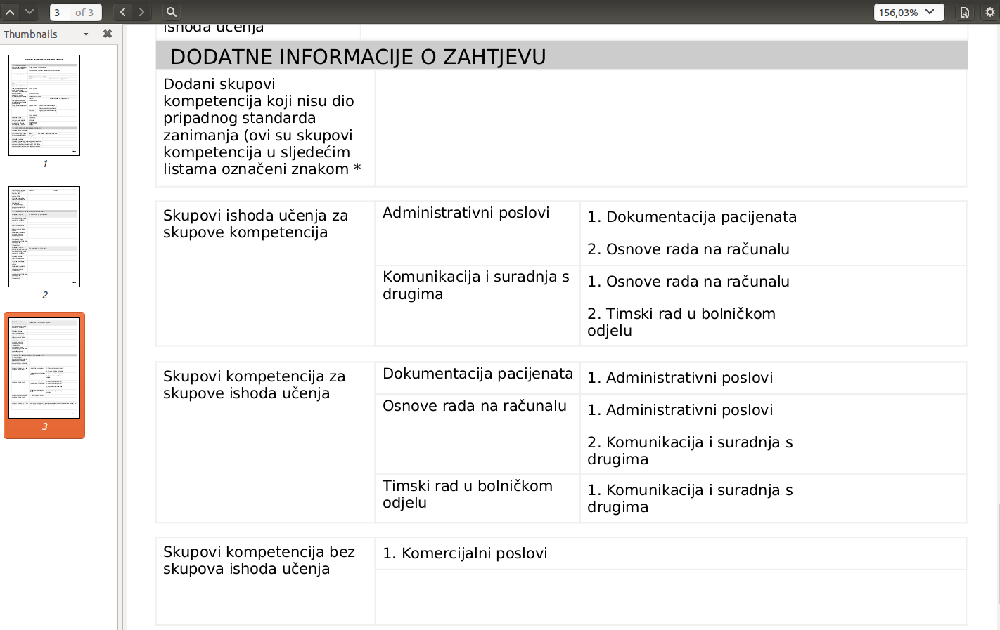 3 of 3
156,03%
Thumbnails
ishoda učenja
DODATNE INFORMACIJE O ZAHTJEVU
Dodani skupovi
kompetencija koji nisu dio
pripadnog standarda
zanimanja (ovi su skupovi
kompetencija u sljedećim
listama označeni znakom *
Skupovi ishoda učenja za
skupove kompetencija
Administrativni poslovi
1. Dokumentacija pacijenata
2. Osnove rada na računalu
Komunikacija i suradnja s
drugima
1. Osnove rada na računalu
2. Timski rad u bolničkom
odjelu
Skupovi kompetencija za
skupove ishoda učenja
Dokumentacija pacijenata
1. Administrativni poslovi
Osnove rada na računalu
1. Administrativni poslovi
2. Komunikacija i suradnja s
drugima
Timski rad u bolničkom
odjelu
1. Komunikacija i suradnja s
drugima
Skupovi kompetencija bez
skupova ishoda učenja
1. Komercijalni poslovi
1
2
3